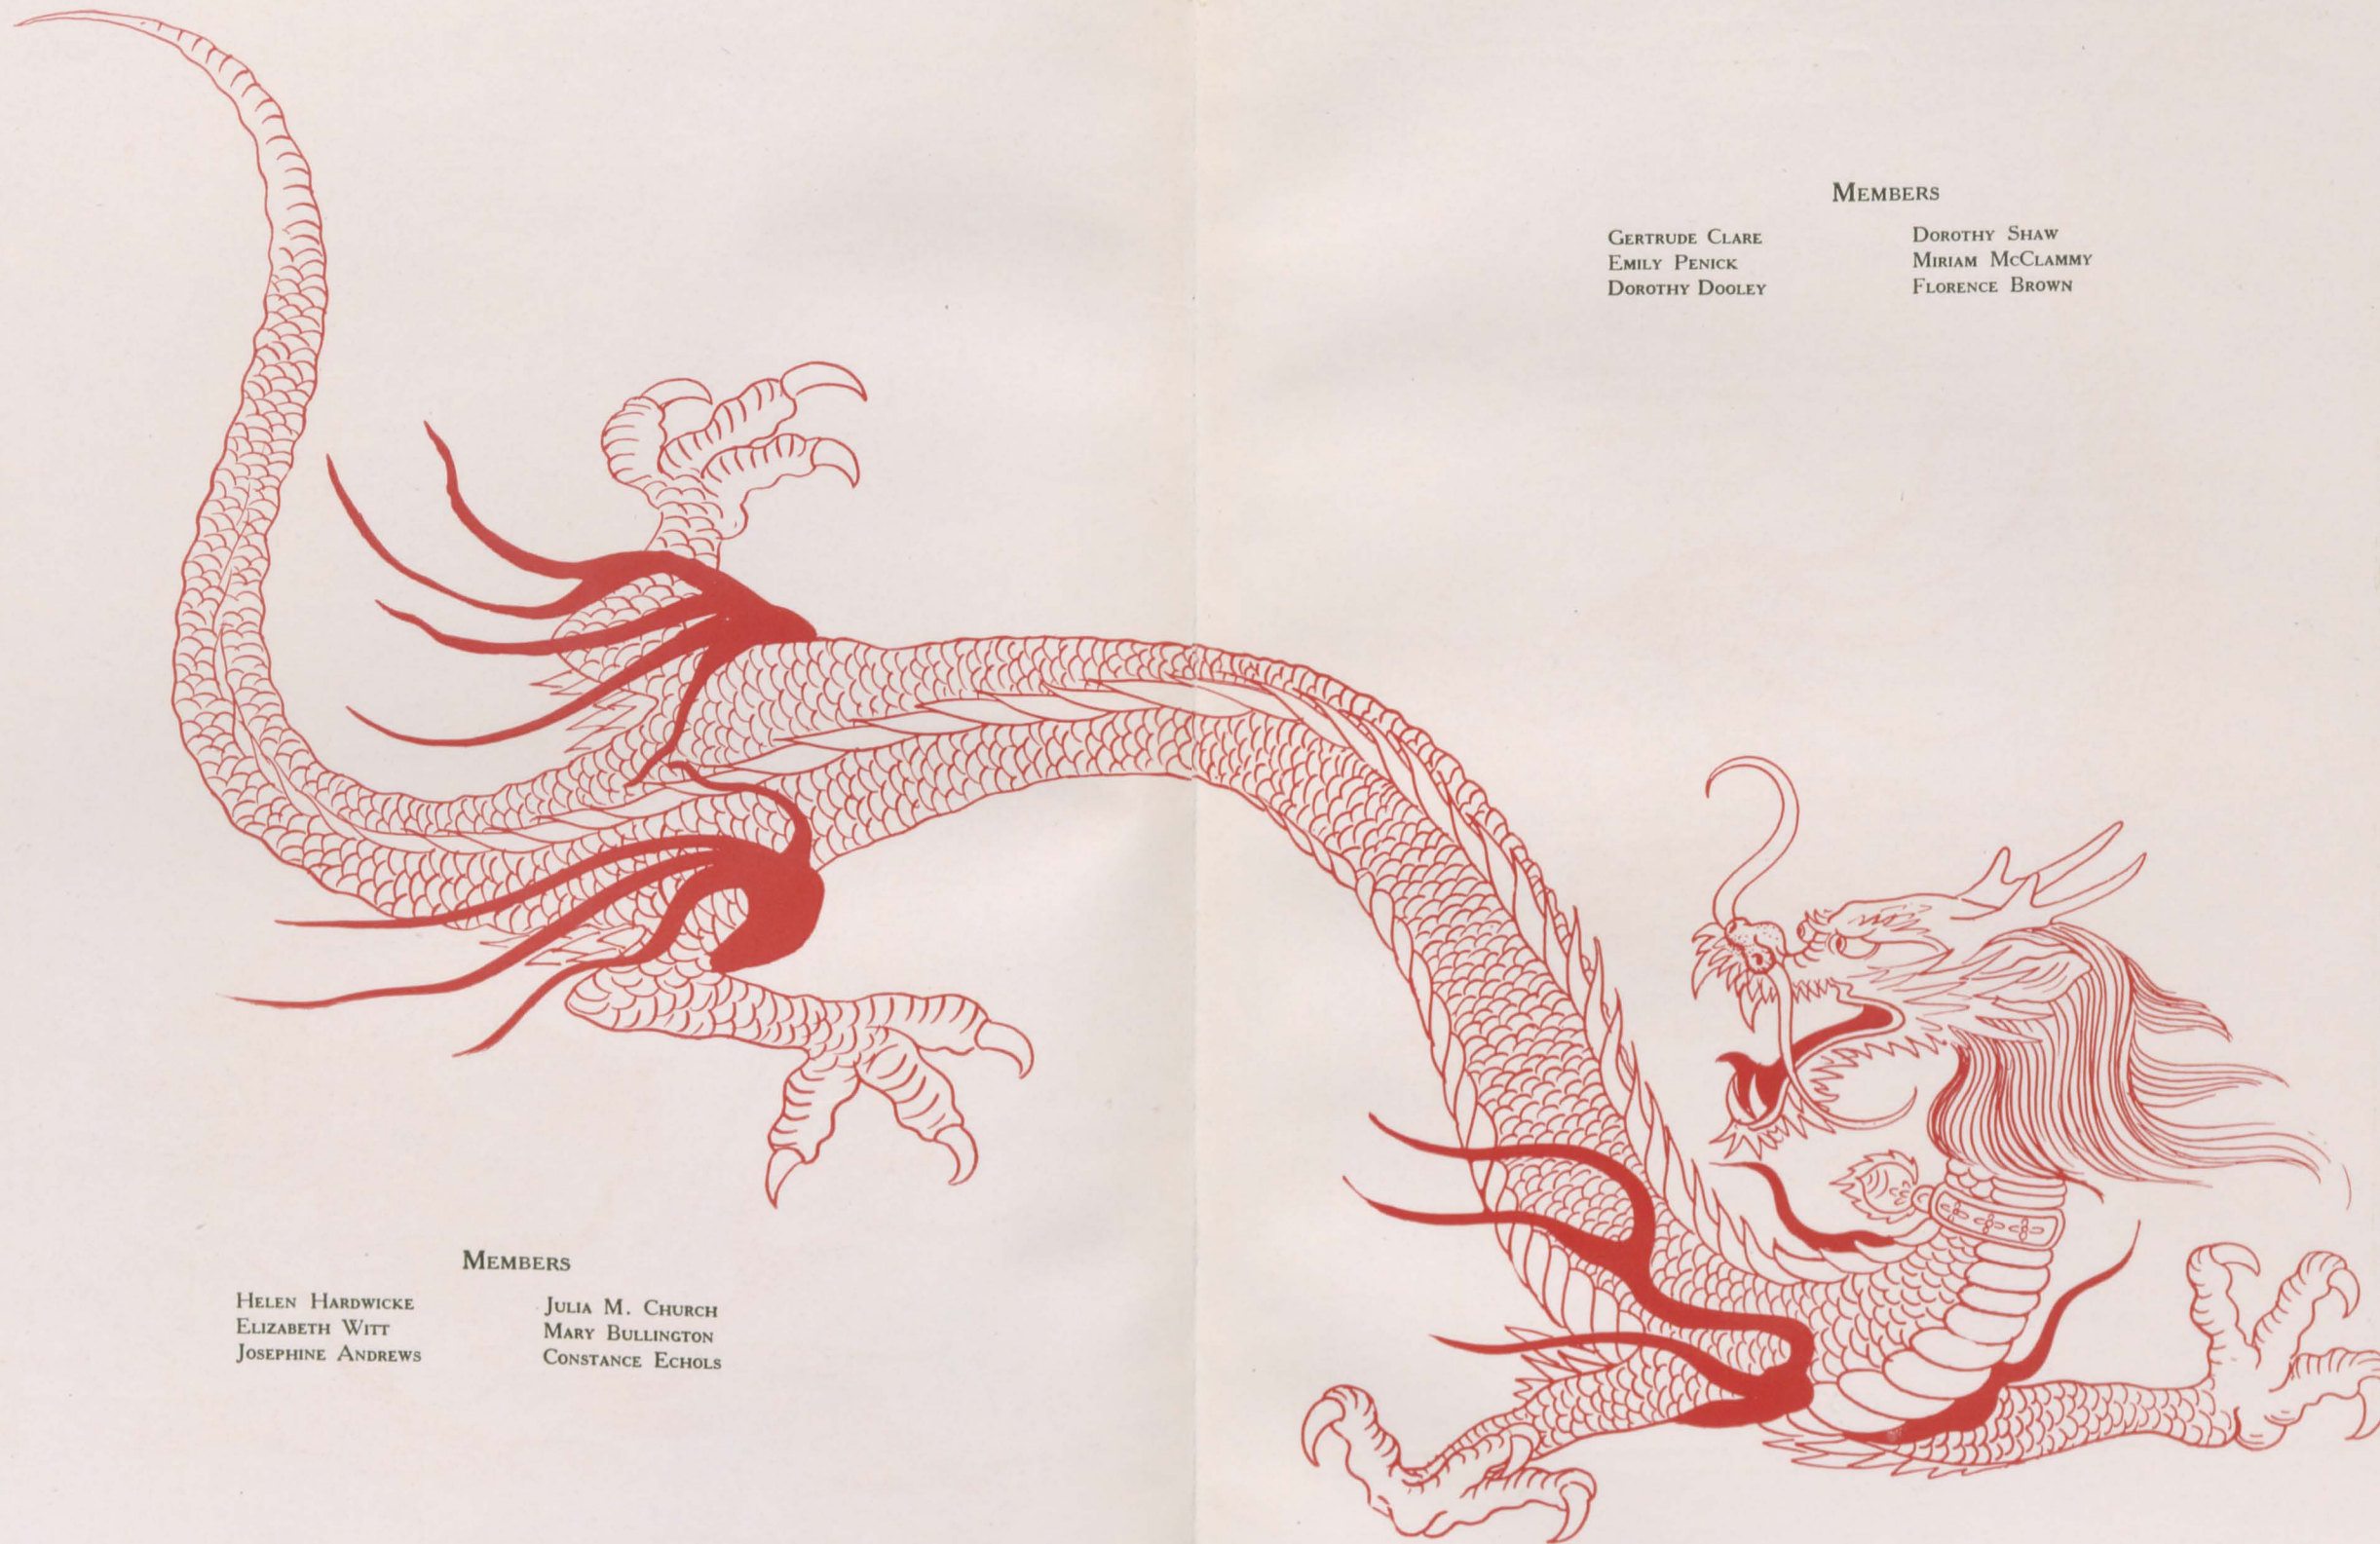 Members
Helen Hardwicke
Elizabeth Witt
Josephine Andrews
Julia M. Church
Mary Bullington
Constance Echols
Members
Gertrude Clare
Emily Penick
Dorothy Dooley
Dorothy Shaw
Miriam McClammy
Florence Brown